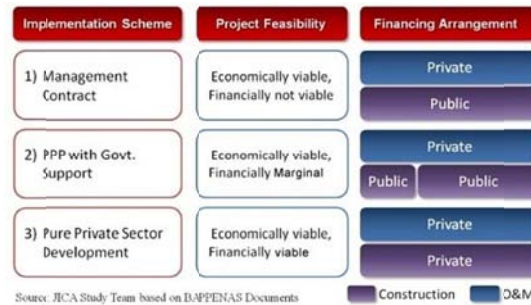 Implementation Scheme
Project Feasibility
Financing Arrangement
1) Management
Contract
Economically viable,
Financially not viable
Private
Public
2) PPP with Govt.
Support
Economically viable,
Financially Marginal
Private
Public
Public
3) Pure Private Sector
Development
Economically viable,
Financially viable
Private
Private
Source: JICA Study Team based on BAPPENAS Documents
Construction
O&M